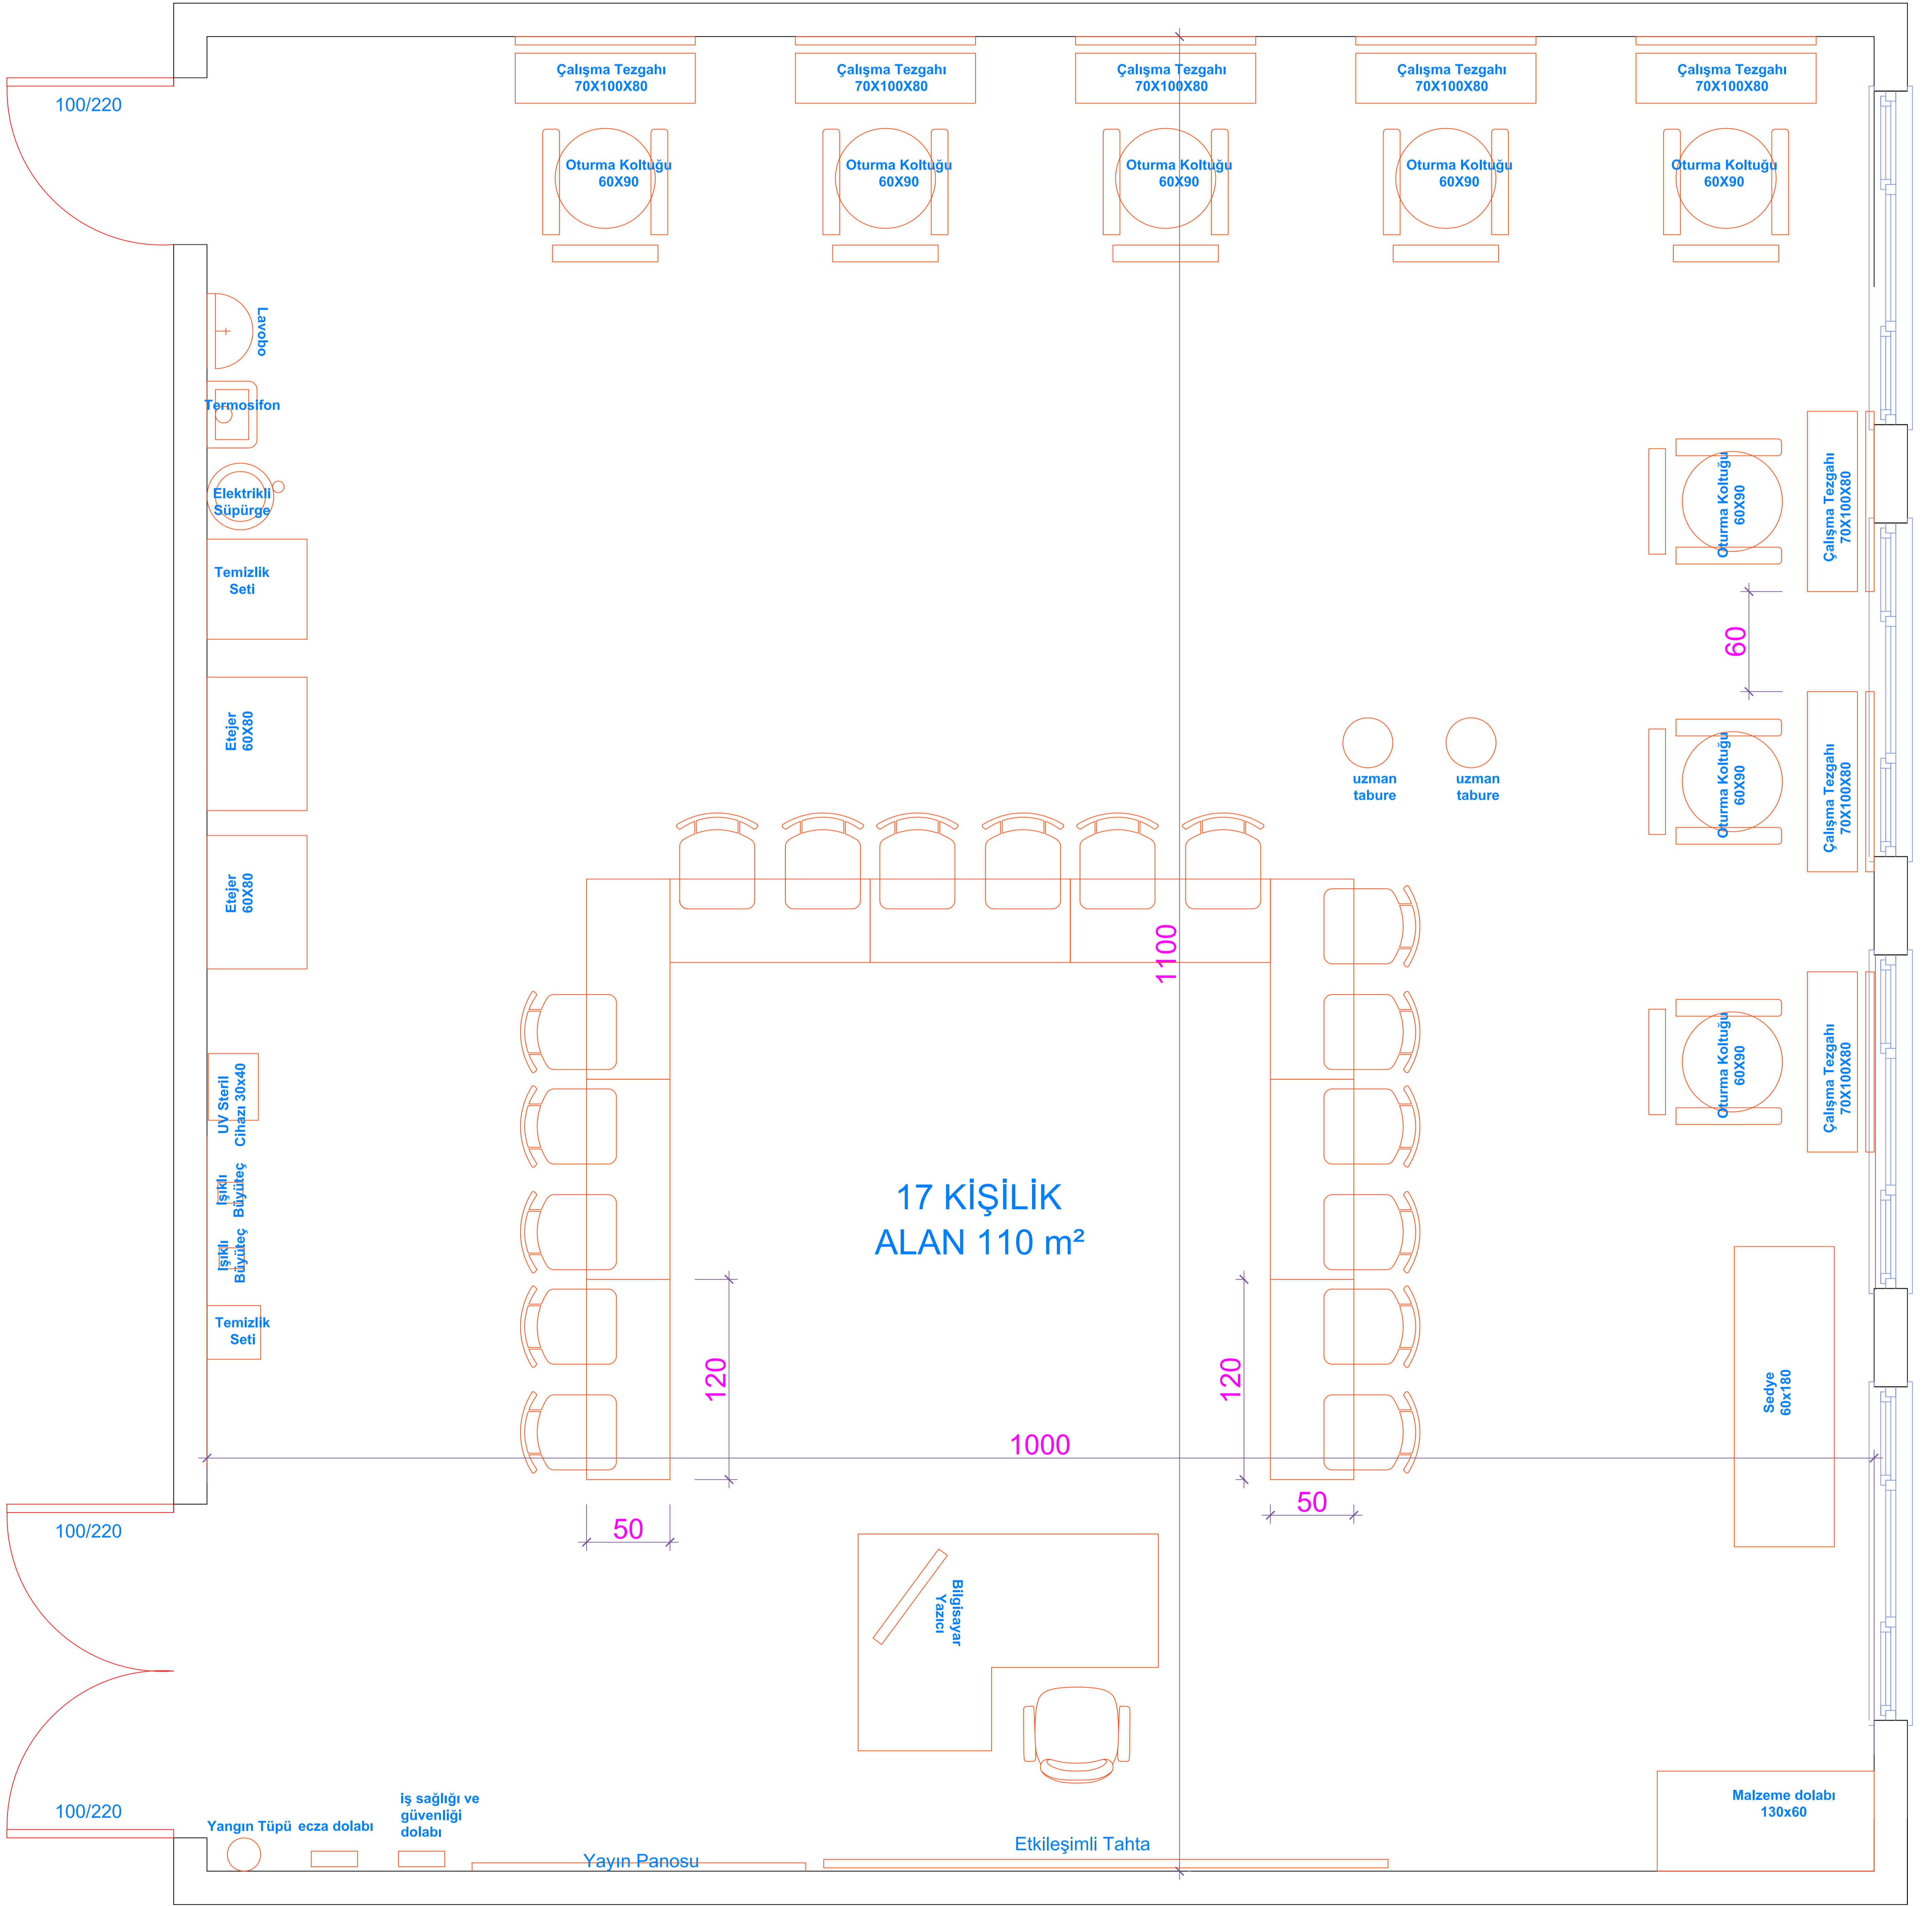 Çalışma Tezgahı
70X100X80
Çalışma Tezgahı
70X100X80
Çalışma Tezgahı
70X100X80
Çalışma Tezgahı
70X100X80
Çalışma Tezgahı
70X100X80
100/220
Oturma Koltuğu
60X90
Oturma Koltuğu
60X90
Oturma Koltuğu
60X90
Oturma Koltuğu
60X90
Oturma Koltuğu
60X90
Lavobo
Termosifon
Elektrikli
Süpürge
Oturma Koltuğu
60X90
Çalışma Tezgahı
70X100X80
Temizlik
Seti
60
Etejer
60X80
uzman
tabure
uzman
tabure
Oturma Koltuğu
60X90
Çalışma Tezgahı
70X100X80
Etejer
60X80
1100
Oturma Koltuğu
60X90
Çalışma Tezgahı
70X100X80
UV Steril
Cihazı 30x40
Işıklı
Büyüteç
17 KİŞİLİK
ALAN 110 m²
Işıklı
Büyüteç
Temizlik
Seti
120
120
Sedye
60x180
1000
50
50
100/220
Bilgisayar
Yazıcı
100/220
Yangın Tüpü
ecza dolabı
iş sağlığı ve
güvenliği
dolabı
Yayın Panosu
Etkileşimli Tahta
Malzeme dolabı
130x60